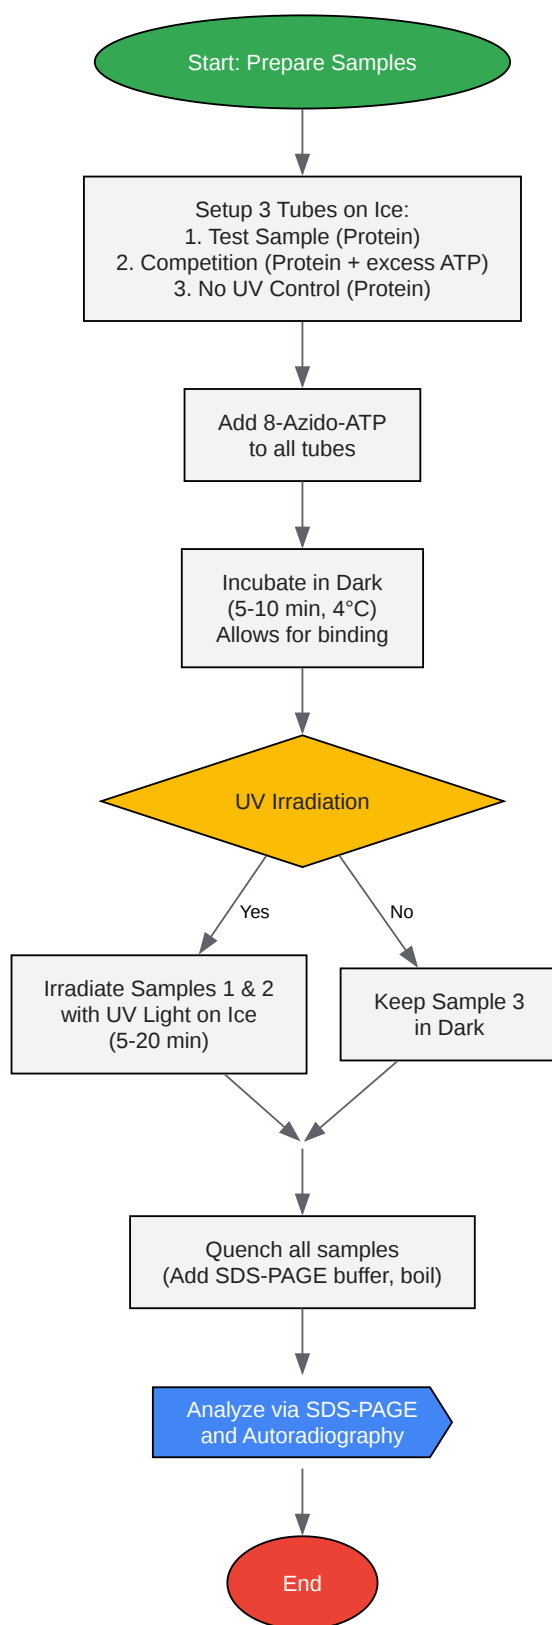 Start: Prepare Samples
Setup 3 Tubes on Ice:
1. Test Sample (Protein)
2. Competition (Protein + excess ATP)
3. No UV Control (Protein)
Add 8-Azido-ATP
to all tubes
Incubate in Dark
(5-10 min, 4°C)
Allows for binding
UV Irradiation
Yes
No
Irradiate Samples 1 & 2
with UV Light on Ice
(5-20 min)
Keep Sample 3
in Dark
Quench all samples
(Add SDS-PAGE buffer, boil)
Analyze via SDS-PAGE
and Autoradiography
End